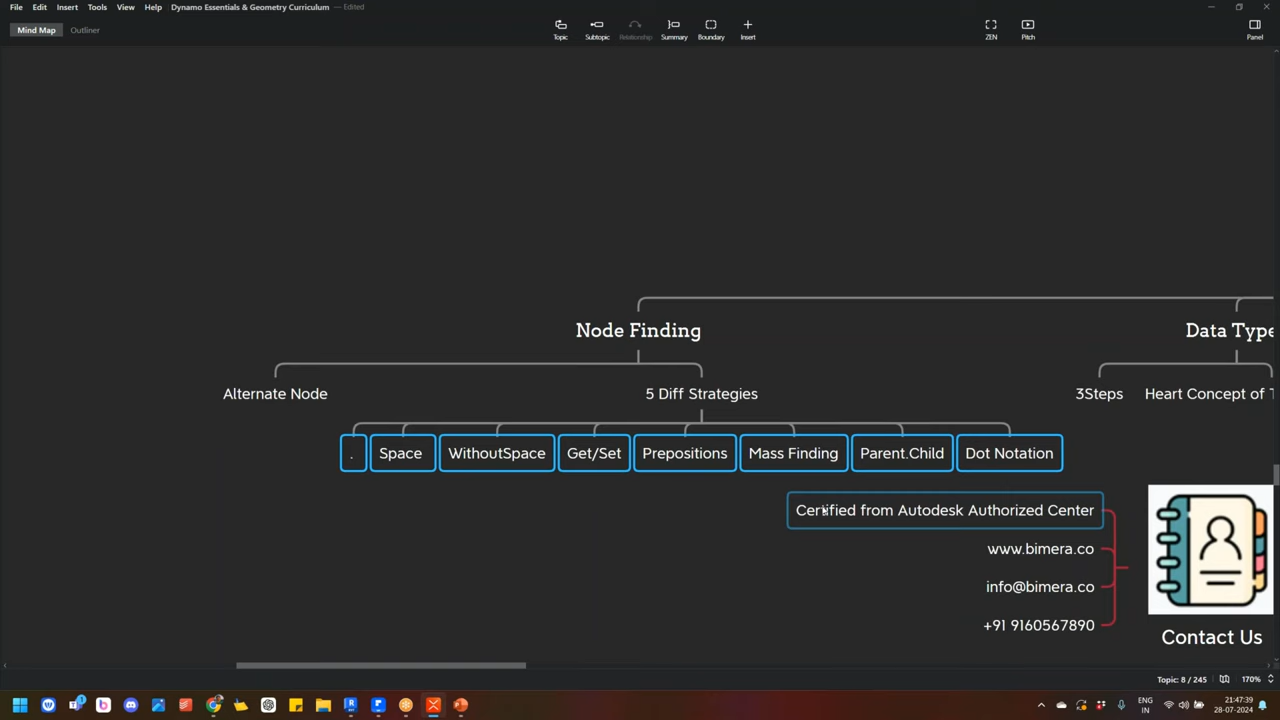 File Edit Insert Tools View Help Dynamo Essentials & Geometry Curriculum — Edited
Mind Map Outliner
Topic Subtopic Relationship Summary Boundary Insert ZEN Pitch Panel
Node Finding
Data Type
Alternate Node
5 Diff Strategies
3Steps
Heart Concept of T
.
Space
WithoutSpace
Get/Set
Prepositions
Mass Finding
Parent.Child
Dot Notation
Certified from Autodesk Authorized Center
www.bimera.co
info@bimera.co
+91 9160567890
Contact Us
Topic: 8 / 245
170%
ENG
IN
21:47:39
28-07-2024